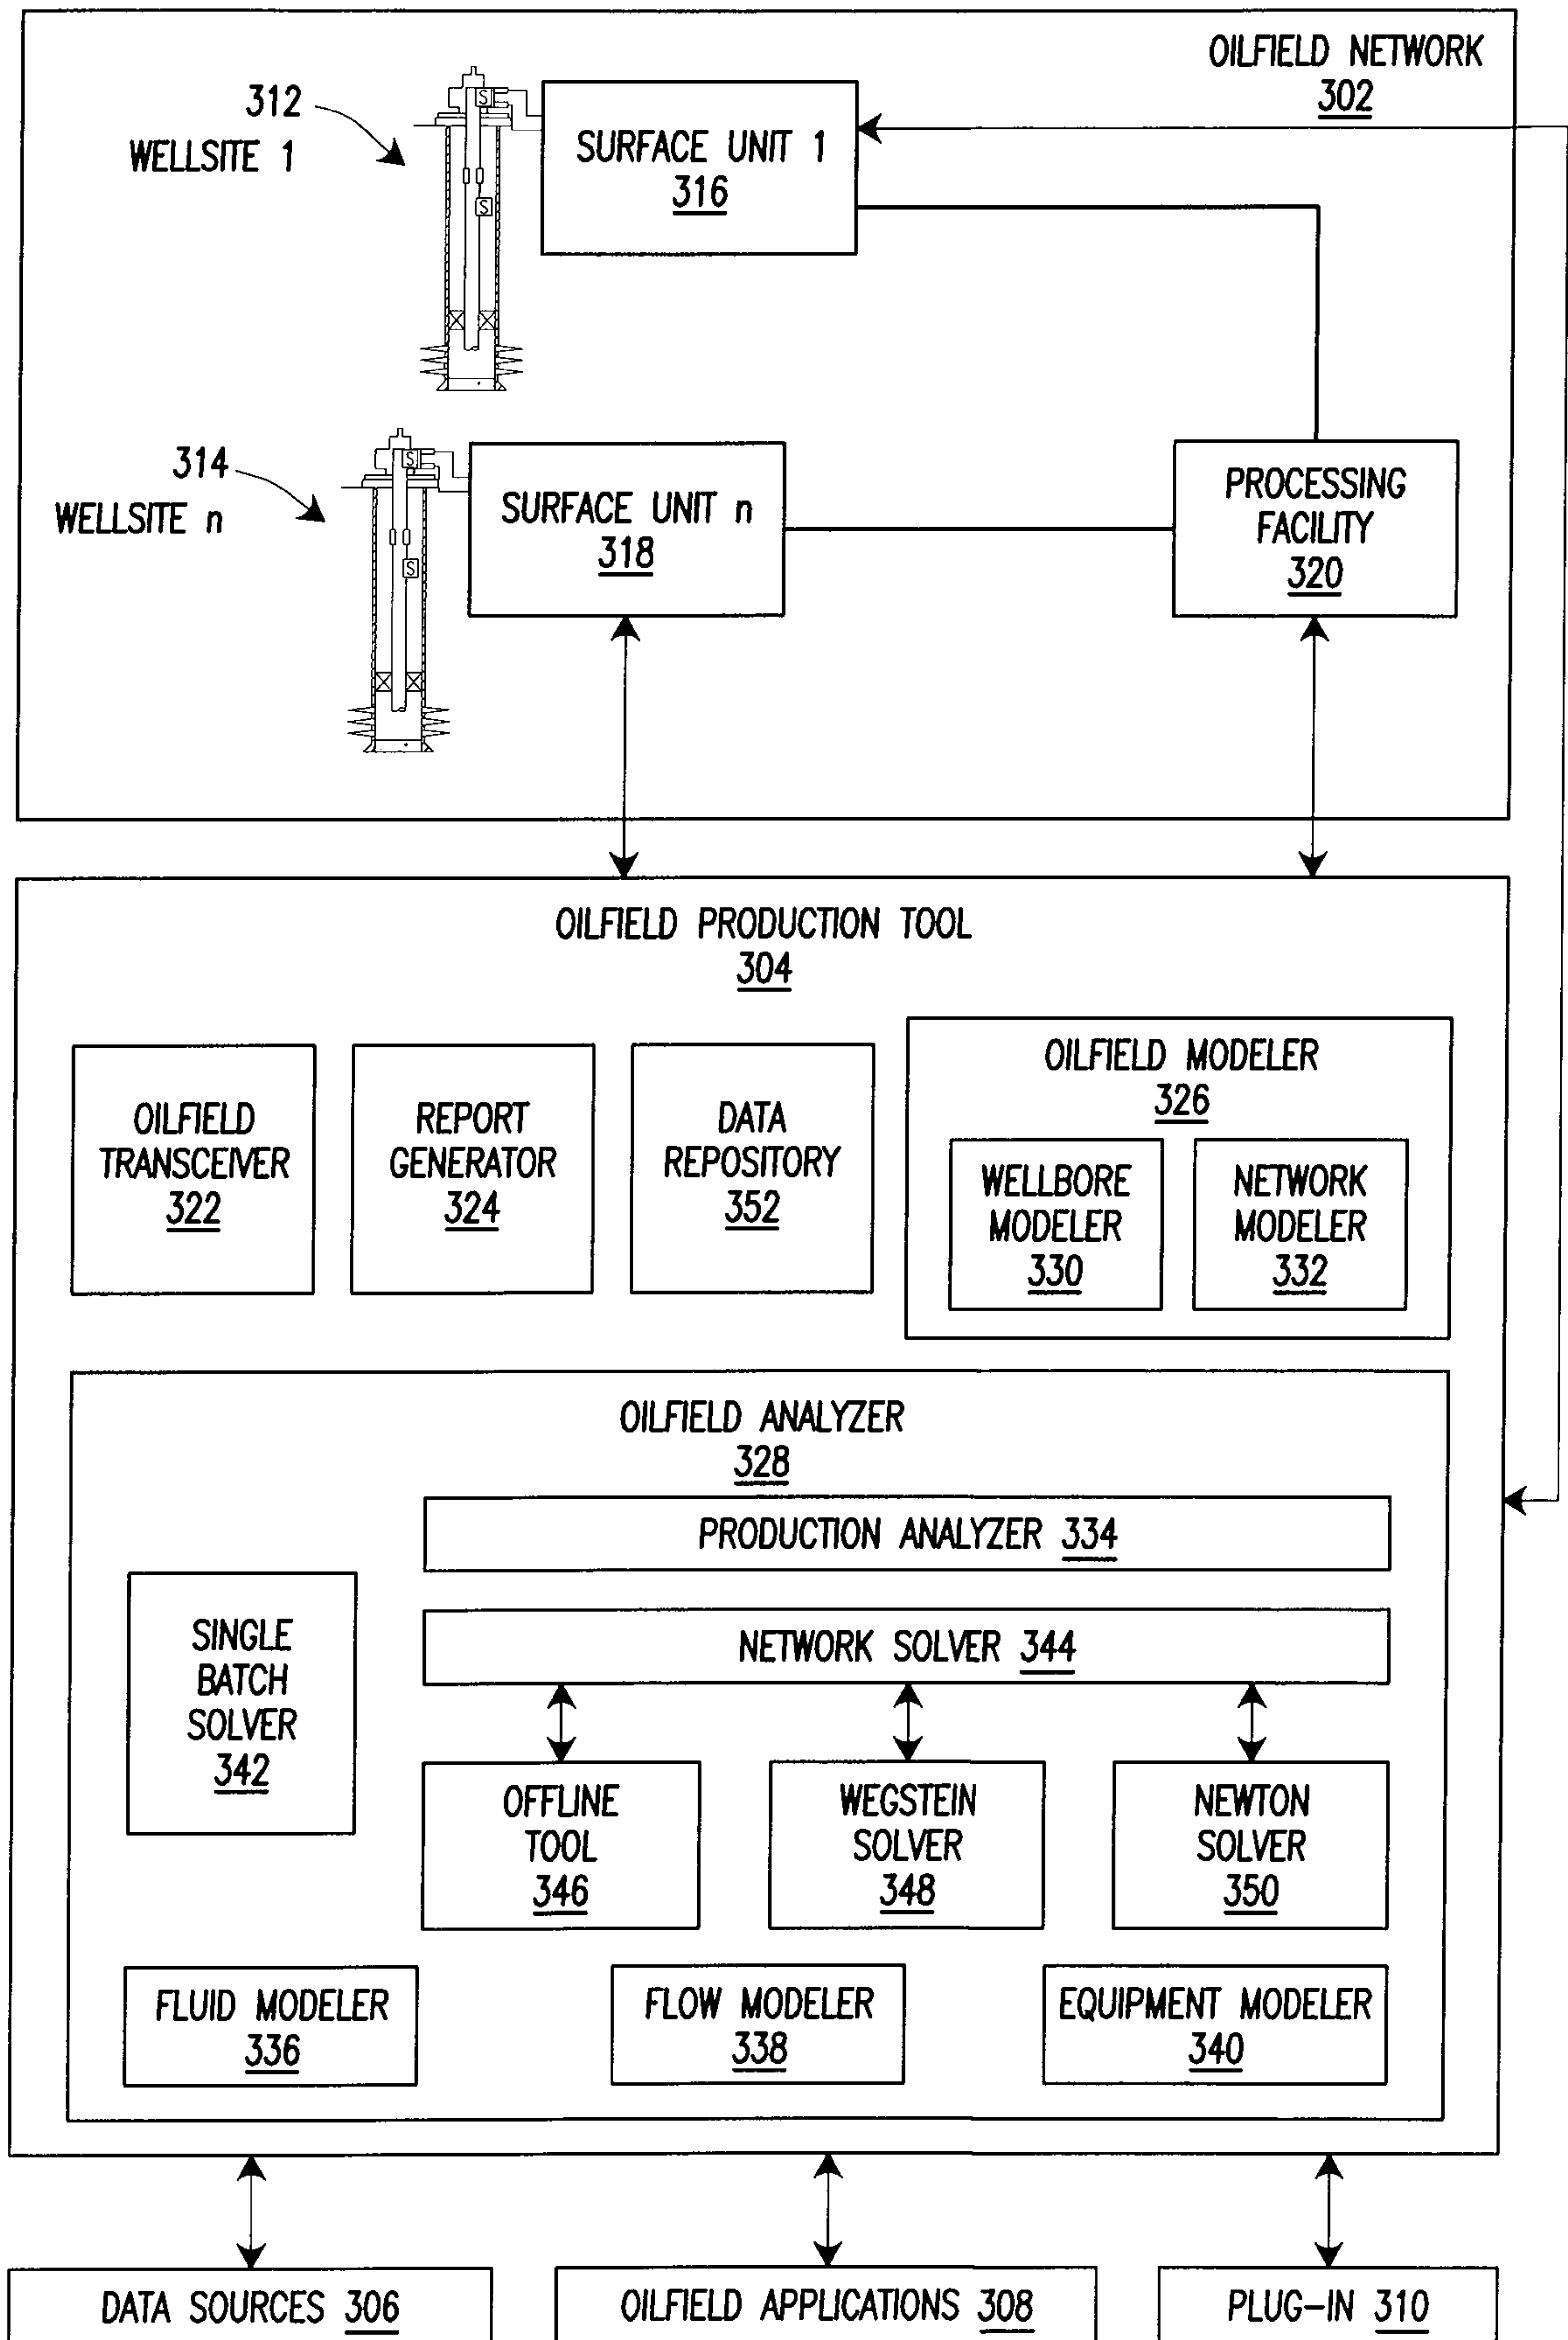 OILFIELD NETWORK
302
312
WELLSITE 1
S
S
SURFACE UNIT 1
316
314
WELLSITE n
S
S
SURFACE UNIT n
318
PROCESSING
FACILITY
320
OILFIELD PRODUCTION TOOL
304
OILFIELD
TRANSCEIVER
322
REPORT
GENERATOR
324
DATA
REPOSITORY
352
OILFIELD MODELER
326
WELLBORE
MODELER
330
NETWORK
MODELER
332
OILFIELD ANALYZER
328
PRODUCTION ANALYZER 334
SINGLE
BATCH
SOLVER
342
NETWORK SOLVER 344
OFFLINE
TOOL
346
WEGSTEIN
SOLVER
348
NEWTON
SOLVER
350
FLUID MODELER
336
FLOW MODELER
338
EQUIPMENT MODELER
340
DATA SOURCES 306
OILFIELD APPLICATIONS 308
PLUG-IN 310